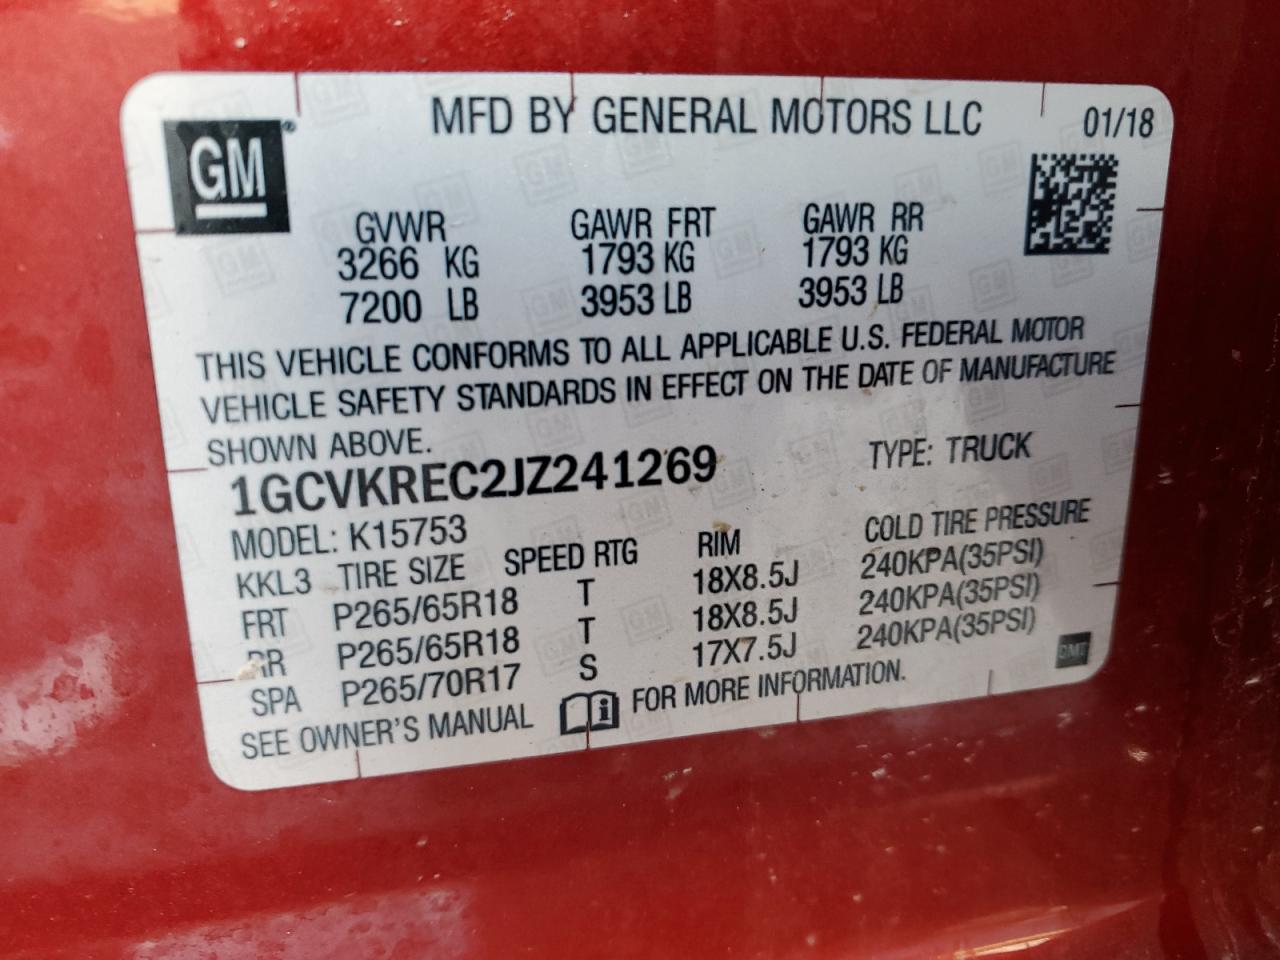 GM
MFD BY GENERAL MOTORS LLC 01/18
GVWR GAWR FRT GAWR RR
3266 KG 1793 KG 1793 KG
7200 LB 3953 LB 3953 LB
THIS VEHICLE CONFORMS TO ALL APPLICABLE U.S. FEDERAL MOTOR
VEHICLE SAFETY STANDARDS IN EFFECT ON THE DATE OF MANUFACTURE
SHOWN ABOVE.
1GCVKREC2JZ241269 TYPE: TRUCK
MODEL: K15753
KKL3 TIRE SIZE SPEED RTG RIM COLD TIRE PRESSURE
FRT P265/65R18 T 18X8.5J 240KPA(35PSI)
RR P265/65R18 T 18X8.5J 240KPA(35PSI)
SPA P265/70R17 S 17X7.5J 240KPA(35PSI)
SEE OWNER'S MANUAL i FOR MORE INFORMATION.